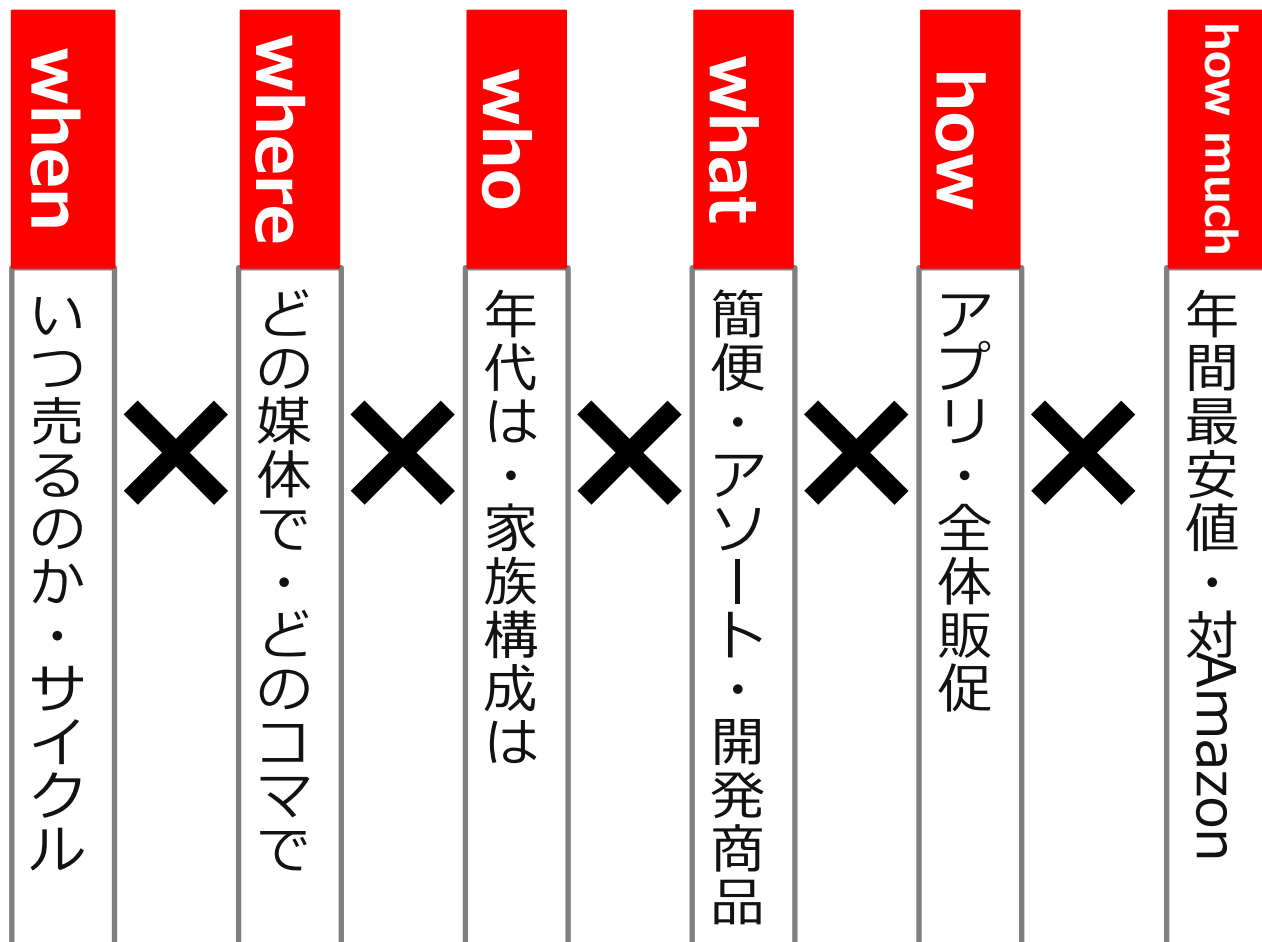 when
いつ売るのか・サイクル
×
where
どの媒体で・どのコマで
×
who
年代は・家族構成は
×
what
簡便・アソート・開発商品
×
how
アプリ・全体販促
×
how much
年間最安値・対Amazon